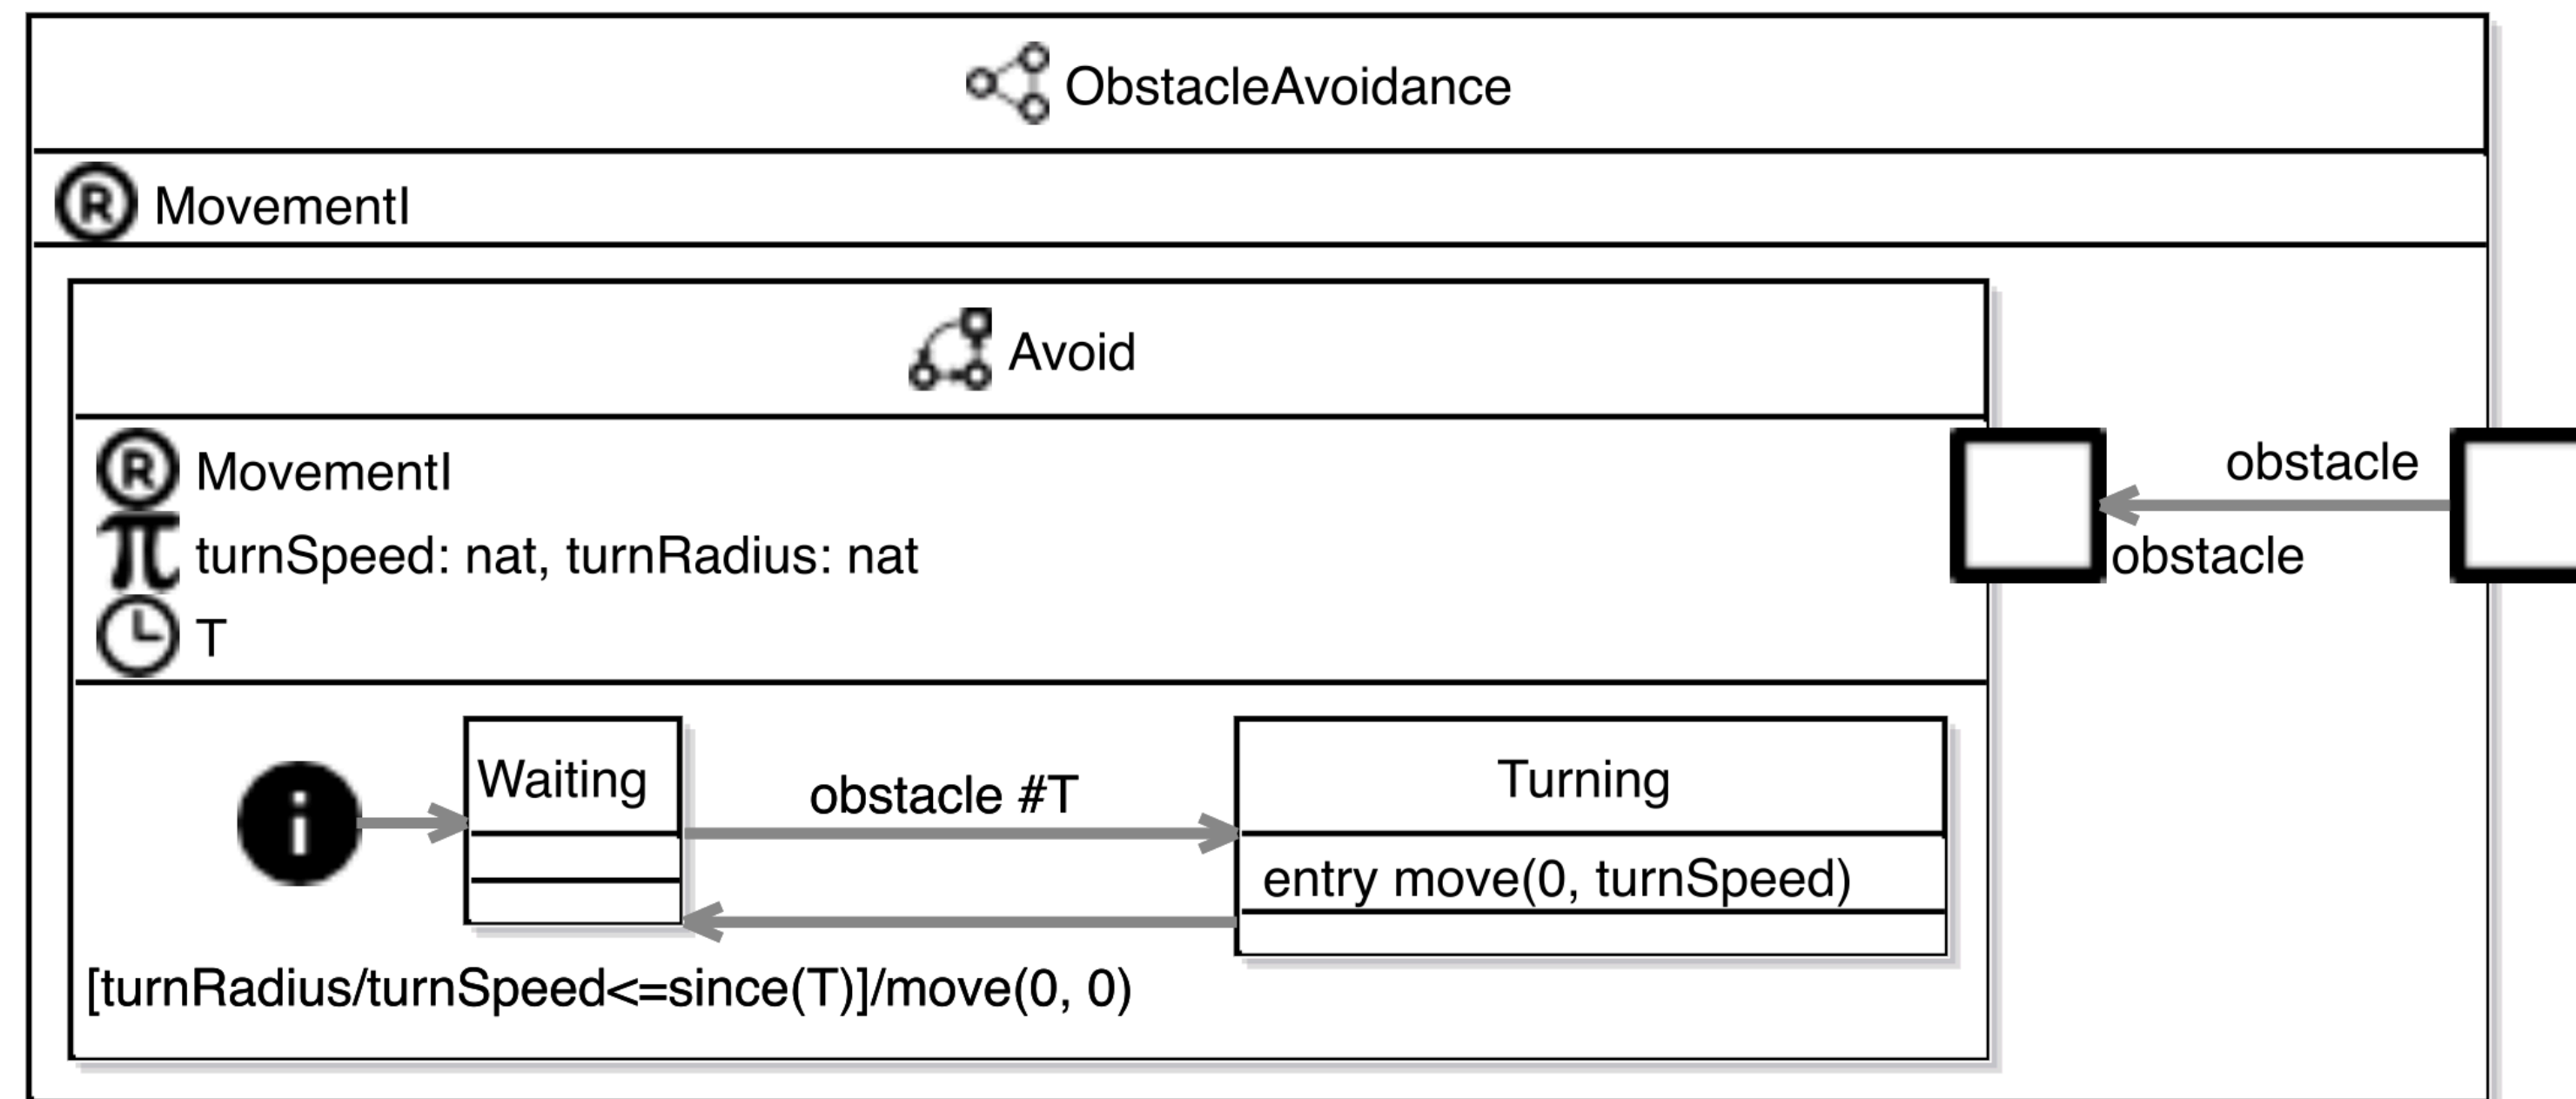 ObstacleAvoidance
R MovementI
Avoid
R MovementI
π turnSpeed: nat, turnRadius: nat
T
obstacle
obstacle
i
Waiting
obstacle #T
Turning
entry move(0, turnSpeed)
[turnRadius/turnSpeed<=since(T)]/move(0, 0)